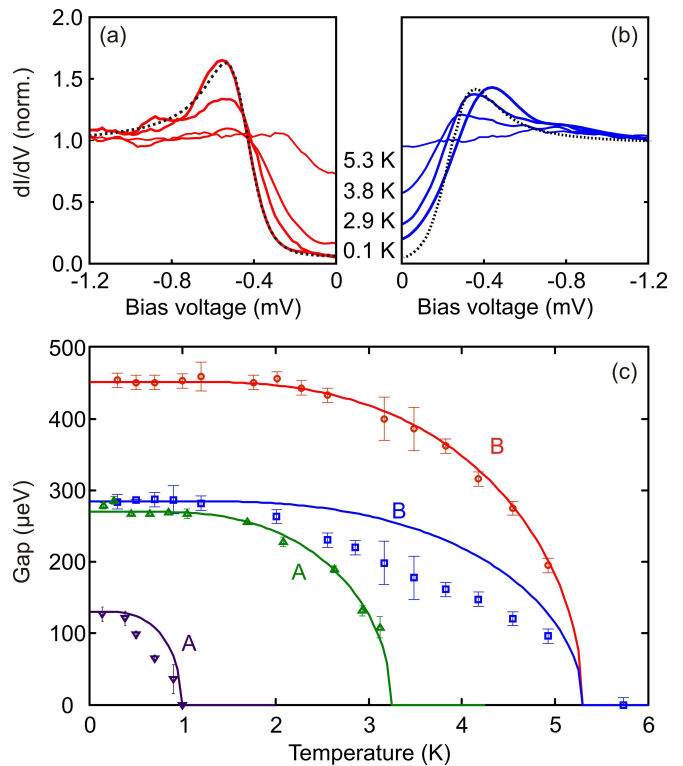 (a)
(b)
dI/dV (norm.)
2.0
1.5
1.0
0.5
0.0
5.3 K
3.8 K
2.9 K
0.1 K
-1.2 -0.8 -0.4 0
0 -0.4 -0.8 -1.2
Bias voltage (mV)
Bias voltage (mV)
(c)
Gap (µeV)
500
400
300
200
100
0
B
B
A
A
0 1 2 3 4 5 6
Temperature (K)